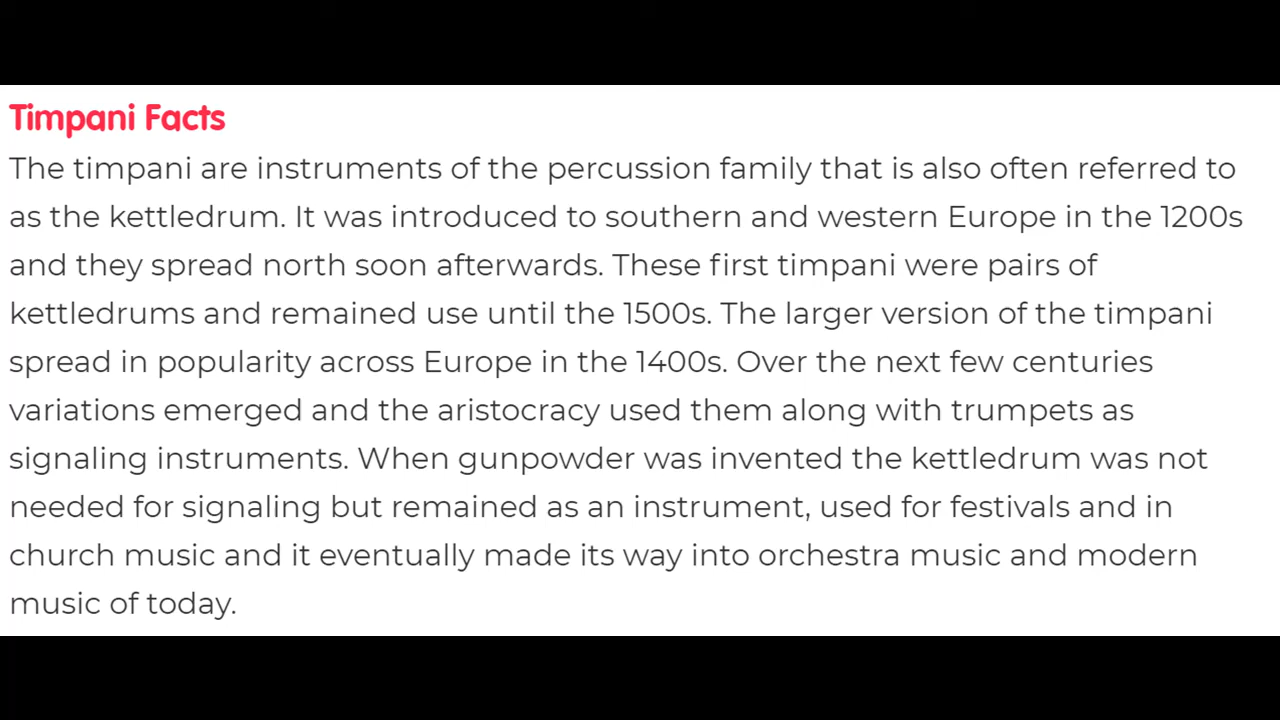 Timpani Facts
The timpani are instruments of the percussion family that is also often referred to
as the kettledrum. It was introduced to southern and western Europe in the 1200s
and they spread north soon afterwards. These first timpani were pairs of
kettledrums and remained use until the 1500s. The larger version of the timpani
spread in popularity across Europe in the 1400s. Over the next few centuries
variations emerged and the aristocracy used them along with trumpets as
signaling instruments. When gunpowder was invented the kettledrum was not
needed for signaling but remained as an instrument, used for festivals and in
church music and it eventually made its way into orchestra music and modern
music of today.